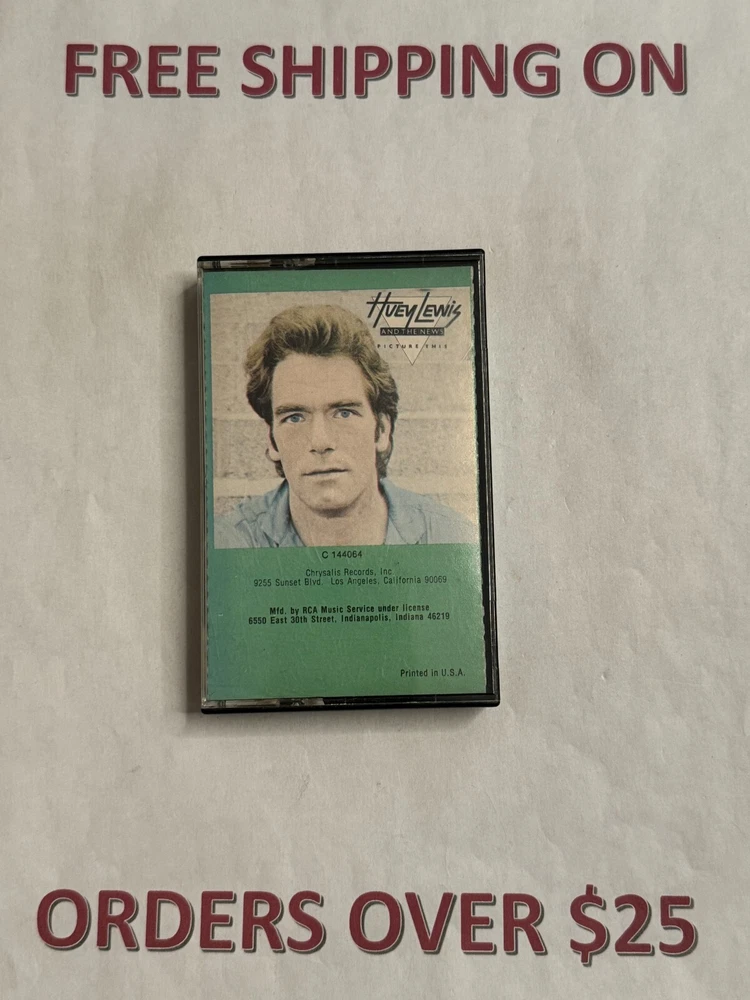 FREE SHIPPING ON
Huey Lewis
AND THE NEWS
PICTURE THIS
C 144064
Chrysalis Records, Inc
9255 Sunset Blvd. Los Angeles, California 90069
Mfd. by RCA Music Service under license
6550 East 30th Street, Indianapolis, Indiana 46219
Printed in U.S.A.
ORDERS OVER $25